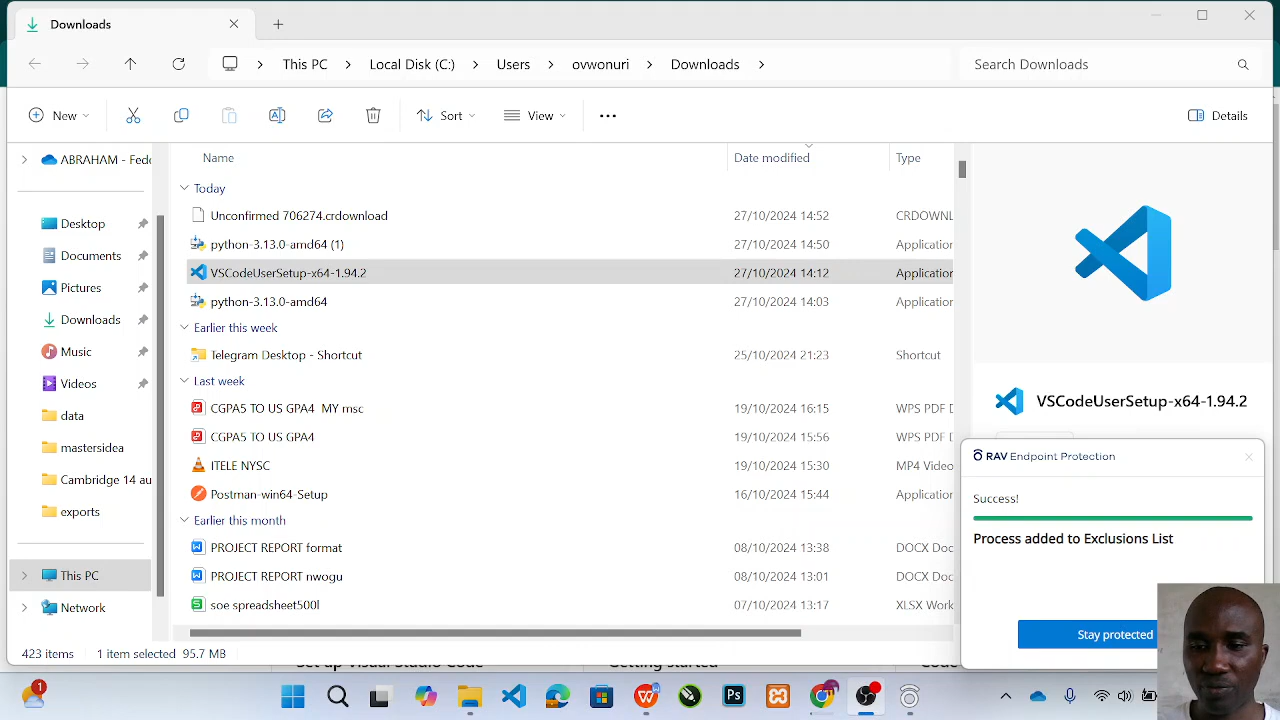 Downloads
This PC
Local Disk (C:)
Users
ovwonuri
Downloads
Search Downloads
New
Sort
View
Details
ABRAHAM - Fede
Desktop
Documents
Pictures
Downloads
Music
Videos
data
mastersidea
Cambridge 14 au
exports
This PC
Network
Name
Date modified
Type
Today
Unconfirmed 706274.crdownload 27/10/2024 14:52 CRDOWNL
python-3.13.0-amd64 (1) 27/10/2024 14:50 Application
VSCodeUserSetup-x64-1.94.2 27/10/2024 14:12 Application
python-3.13.0-amd64 27/10/2024 14:03 Application
Earlier this week
Telegram Desktop - Shortcut 25/10/2024 21:23 Shortcut
Last week
CGPA5 TO US GPA4 MY msc 19/10/2024 16:15 WPS PDF D
CGPA5 TO US GPA4 19/10/2024 15:56 WPS PDF D
ITELE NYSC 19/10/2024 15:30 MP4 Video
Postman-win64-Setup 16/10/2024 15:44 Application
Earlier this month
PROJECT REPORT format 08/10/2024 13:38 DOCX Doc
PROJECT REPORT nwogu 08/10/2024 13:01 DOCX Doc
soe spreadsheet500l 07/10/2024 13:17 XLSX Work
VSCodeUserSetup-x64-1.94.2
RAV Endpoint Protection
Success!
Process added to Exclusions List
Stay protected
423 items
1 item selected 95.7 MB
1
Ps